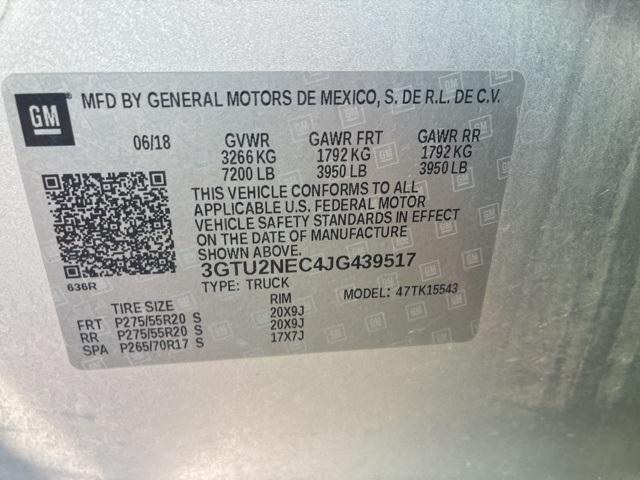 GM
MFD BY GENERAL MOTORS DE MEXICO, S. DE R.L. DE C.V.
06/18 GVWR GAWR FRT GAWR RR
3266 KG 1792 KG 1792 KG
7200 LB 3950 LB 3950 LB
THIS VEHICLE CONFORMS TO ALL
APPLICABLE U.S. FEDERAL MOTOR
VEHICLE SAFETY STANDARDS IN EFFECT
ON THE DATE OF MANUFACTURE
SHOWN ABOVE.
636R
3GTU2NEC4JG439517
TYPE: TRUCK MODEL: 47TK15543
TIRE SIZE RIM
FRT P275/55R20 S 20X9J
RR P275/55R20 S 20X9J
SPA P265/70R17 S 17X7J